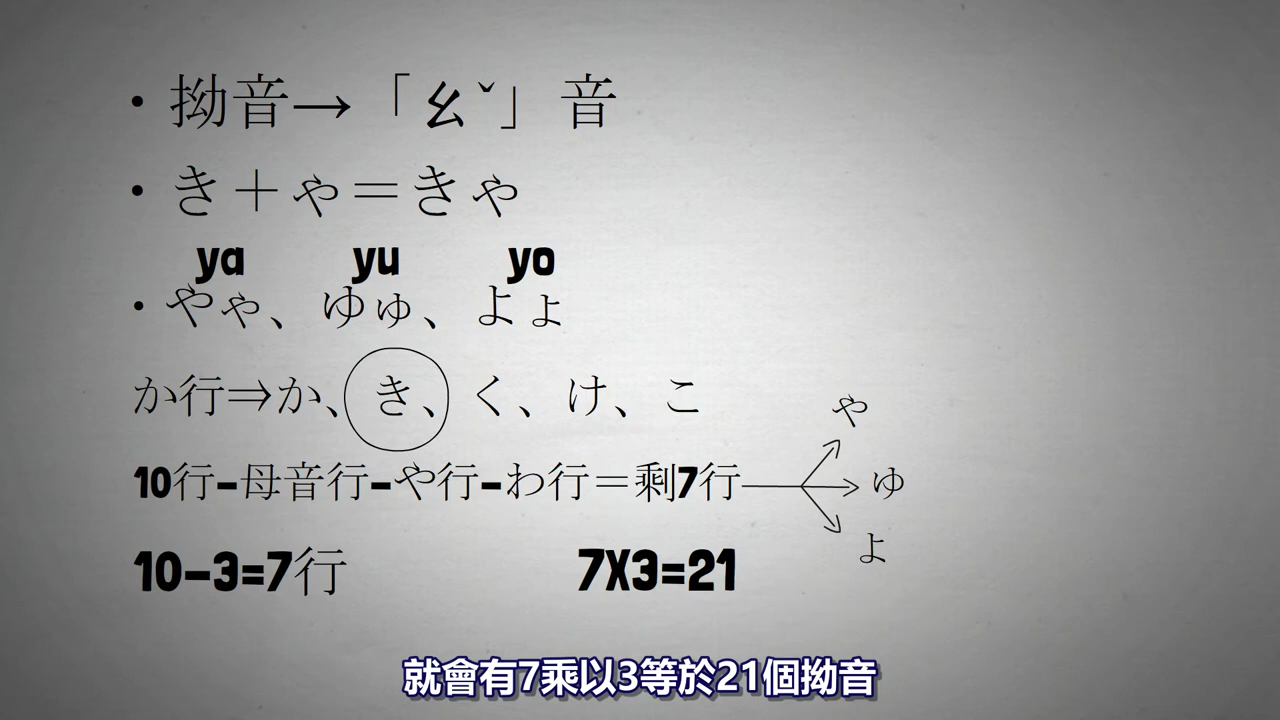 ・拗音→「ㄠˇ」音
・き＋ゃ＝きゃ
ya yu yo
・やゃ、ゆゅ、よょ
か行⇒か、き、く、け、こ
や
10行-母音行-や行-わ行＝剩7行
ゆ
よ
10-3=7行 7X3=21
就會有7乘以3等於21個拗音